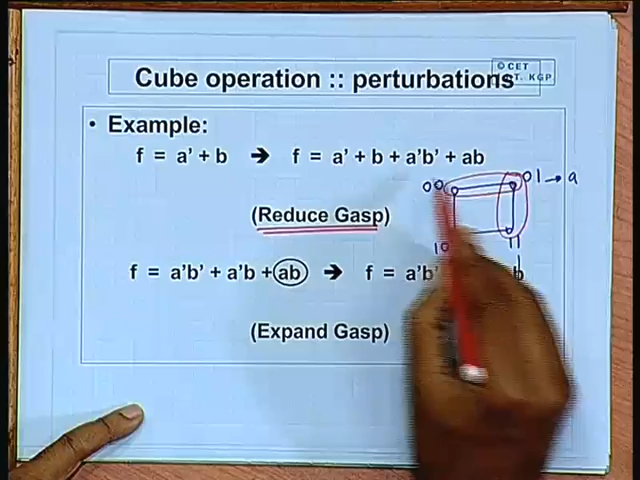 © CET
T. KGP
Cube operation :: perturbations
• Example:
f = a' + b ➔ f = a' + b + a'b' + ab
00 01 → a
(Reduce Gasp)
10 11
f = a'b' + a'b + ab ➔ f = a'b' b
(Expand Gasp)